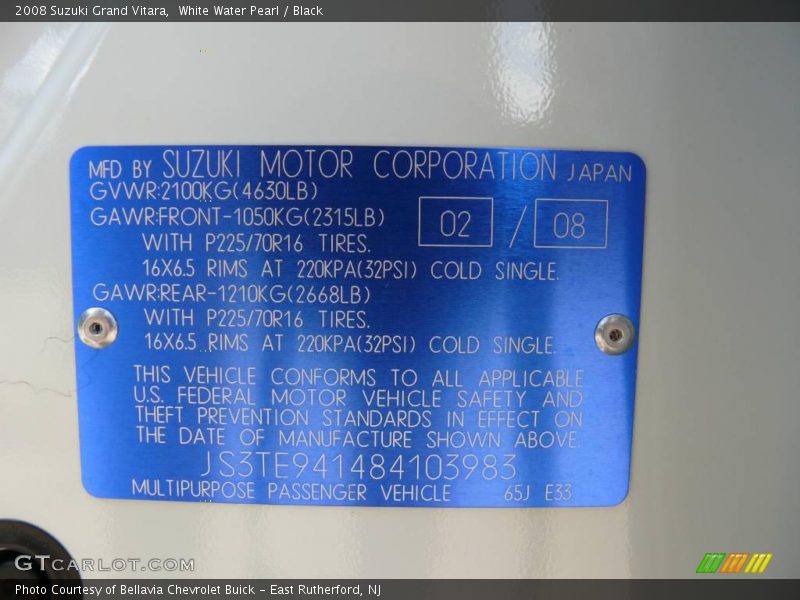 2008 Suzuki Grand Vitara,  White Water Pearl / Black
MFD BY SUZUKI MOTOR CORPORATION JAPAN
GVWR:2100KG(4630LB)
GAWR:FRONT-1050KG(2315LB) 02 / 08
WITH P225/70R16 TIRES.
16X6.5 RIMS AT 220KPA(32PSI) COLD SINGLE.
GAWR:REAR-1210KG(2668LB)
WITH P225/70R16 TIRES.
16X6.5 RIMS AT 220KPA(32PSI) COLD SINGLE.
THIS VEHICLE CONFORMS TO ALL APPLICABLE
U.S. FEDERAL MOTOR VEHICLE SAFETY AND
THEFT PREVENTION STANDARDS IN EFFECT ON
THE DATE OF MANUFACTURE SHOWN ABOVE.
JS3TE941484103983
MULTIPURPOSE PASSENGER VEHICLE 65J E33
GTCARLOT.COM
Photo Courtesy of Bellavia Chevrolet Buick - East Rutherford, NJ